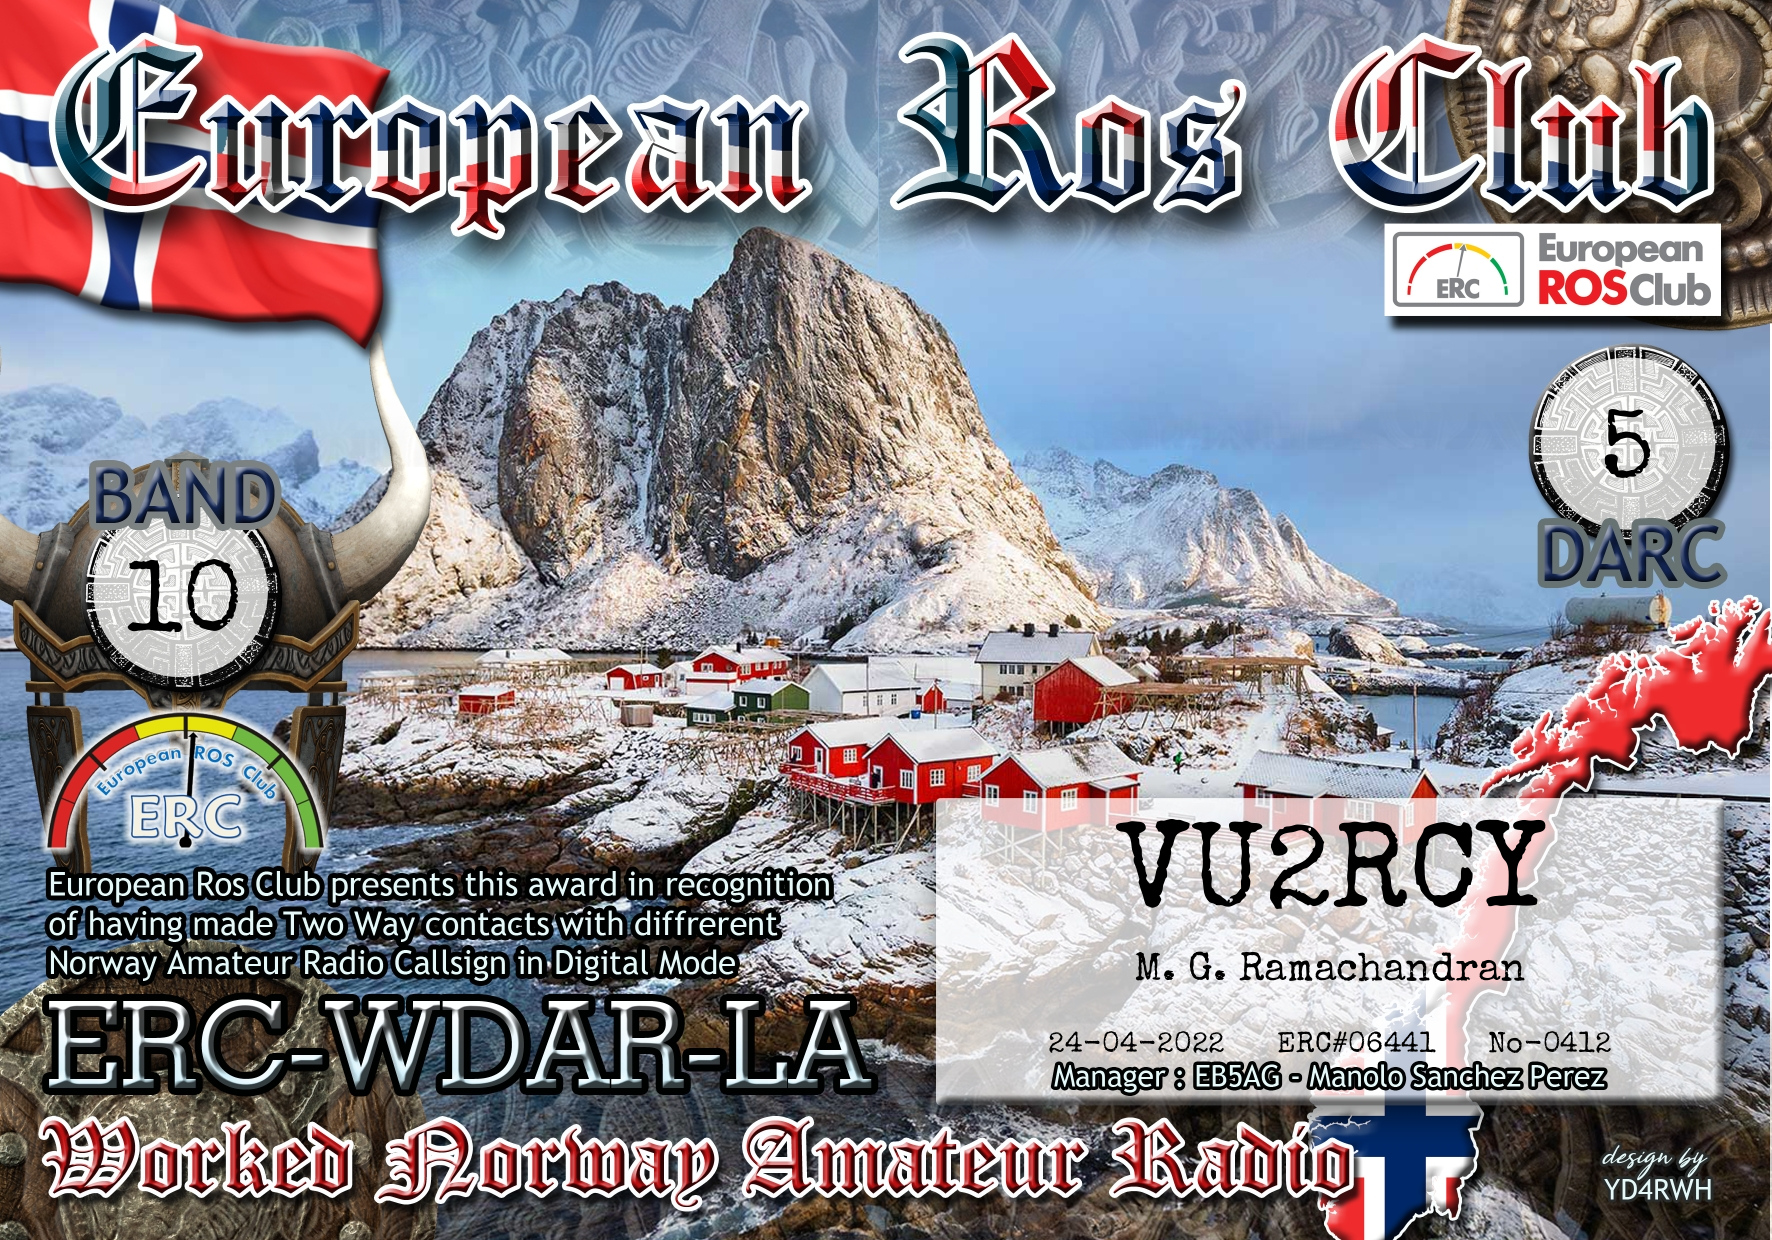 European Ros Club
ERC
European
ROS Club
5
DARC
BAND
10
European ROS Club
ERC
European Ros Club presents this award in recognition
of having made Two Way contacts with diffrerent
Norway Amateur Radio Callsign in Digital Mode
ERC-WDAR-LA
Worked Norway Amateur Radio
VU2RCY
M. G. Ramachandran
24-04-2022 ERC#06441 No-0412
Manager : EB5AG - Manolo Sanchez Perez
design by
YD4RWH